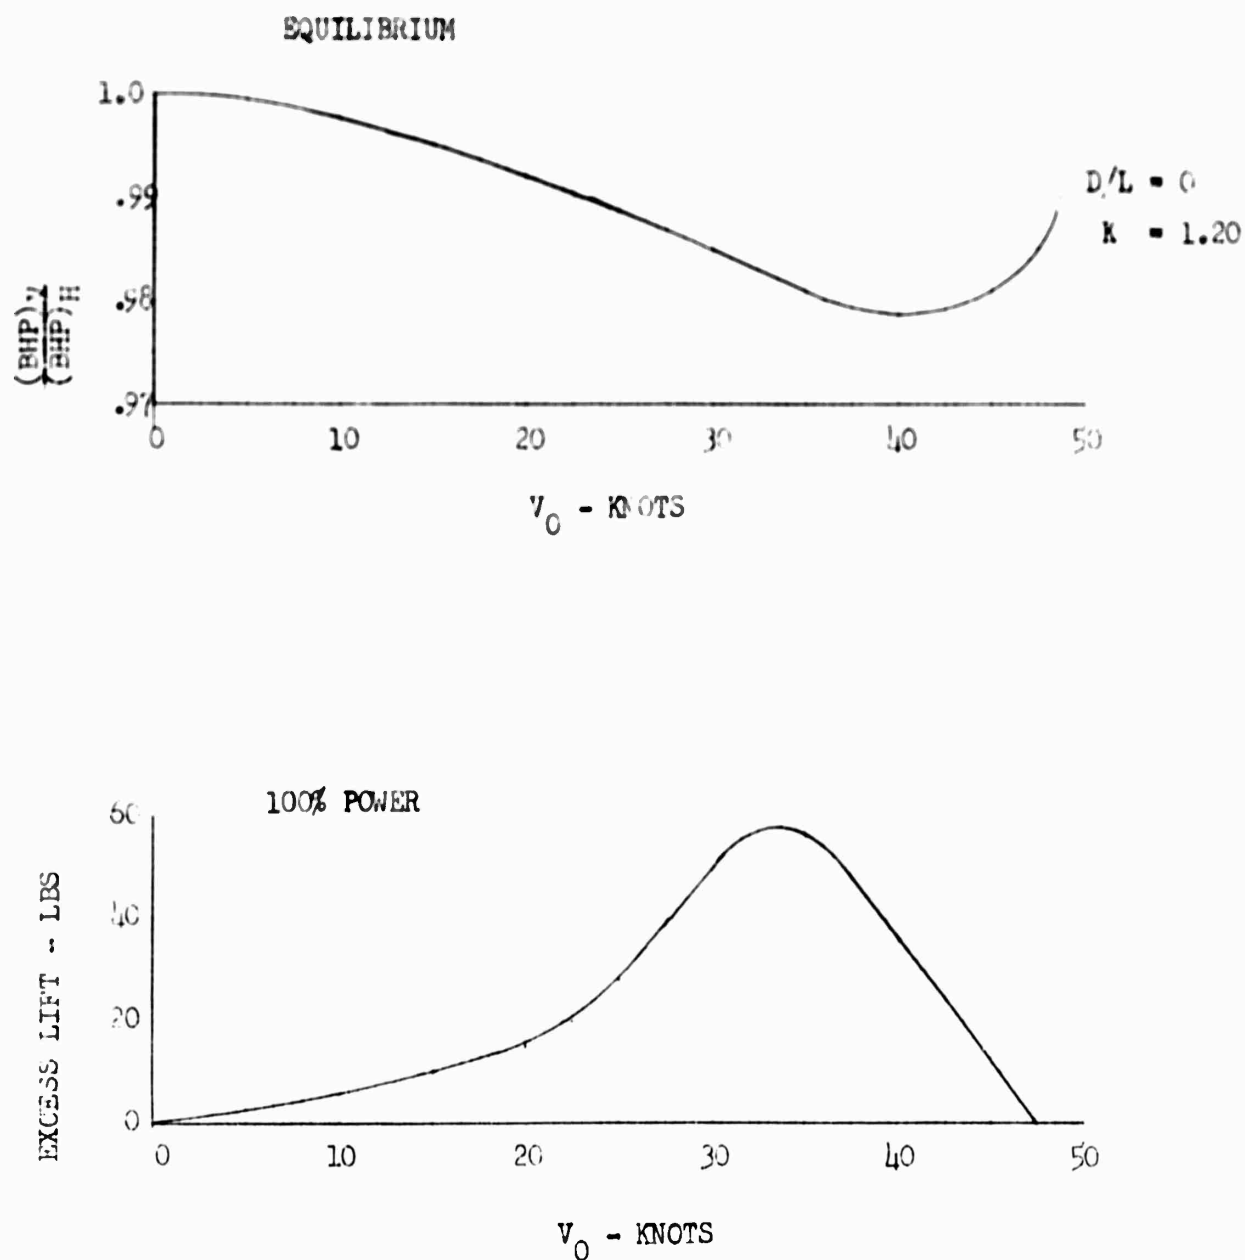 EQUILIBRIUM
1.0
.99
.98
.97
(BHP)V
(BHP)H
D/L = 0
K = 1.20
0 10 20 30 40 50
V0 - KNOTS
100% POWER
60
40
20
0
EXCESS LIFT - LBS
0 10 20 30 40 50
V0 - KNOTS